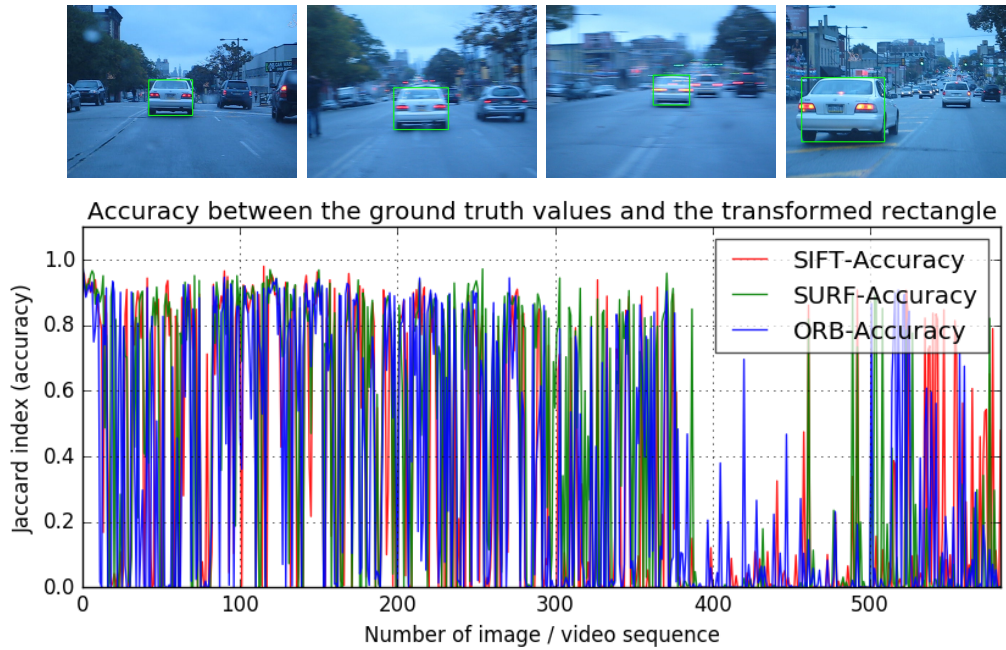 Accuracy between the ground truth values and the transformed rectangle
Jaccard index (accuracy)
1.0
0.8
0.6
0.4
0.2
0.0
SIFT-Accuracy
SURF-Accuracy
ORB-Accuracy
0 100 200 300 400 500
Number of image / video sequence